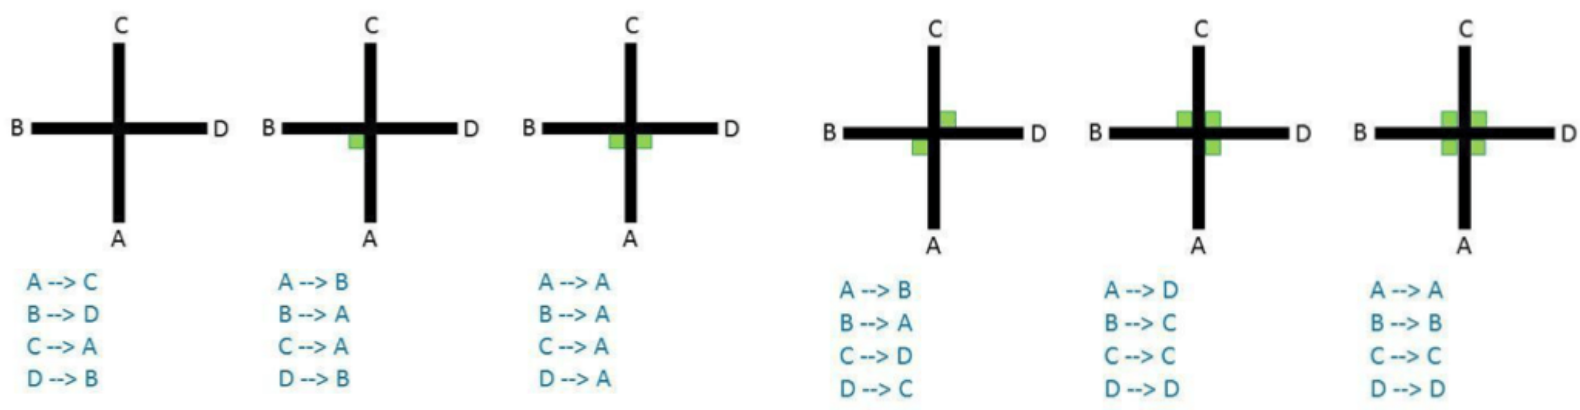 C
B D
A
A --> C
B --> D
C --> A
D --> B
C
B D
A
A --> B
B --> A
C --> A
D --> B
C
B D
A
A --> A
B --> A
C --> A
D --> A
C
B D
A
A --> B
B --> A
C --> D
D --> C
C
B D
A
A --> D
B --> C
C --> C
D --> D
C
B D
A
A --> A
B --> B
C --> C
D --> D